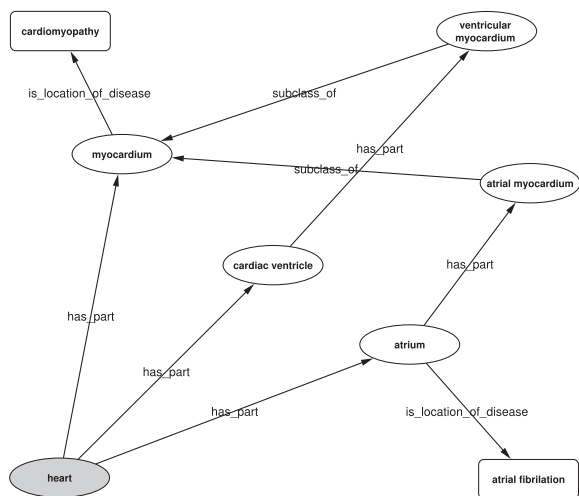 cardiomyopathy
ventricular
myocardium
is_location_of_disease
subclass_of
has_part
myocardium
subclass_of
atrial myocardium
cardiac ventricle
has_part
has_part
atrium
has_part
has_part
is_location_of_disease
heart
atrial fibrilation